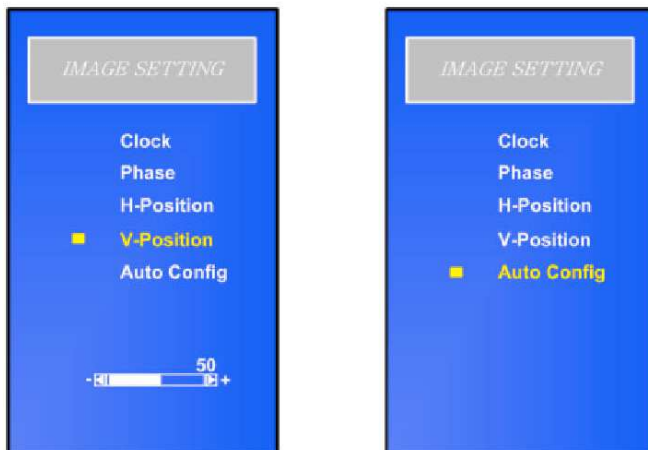 IMAGE SETTING
Clock
Phase
H-Position
V-Position
Auto Config
50
- +
IMAGE SETTING
Clock
Phase
H-Position
V-Position
Auto Config